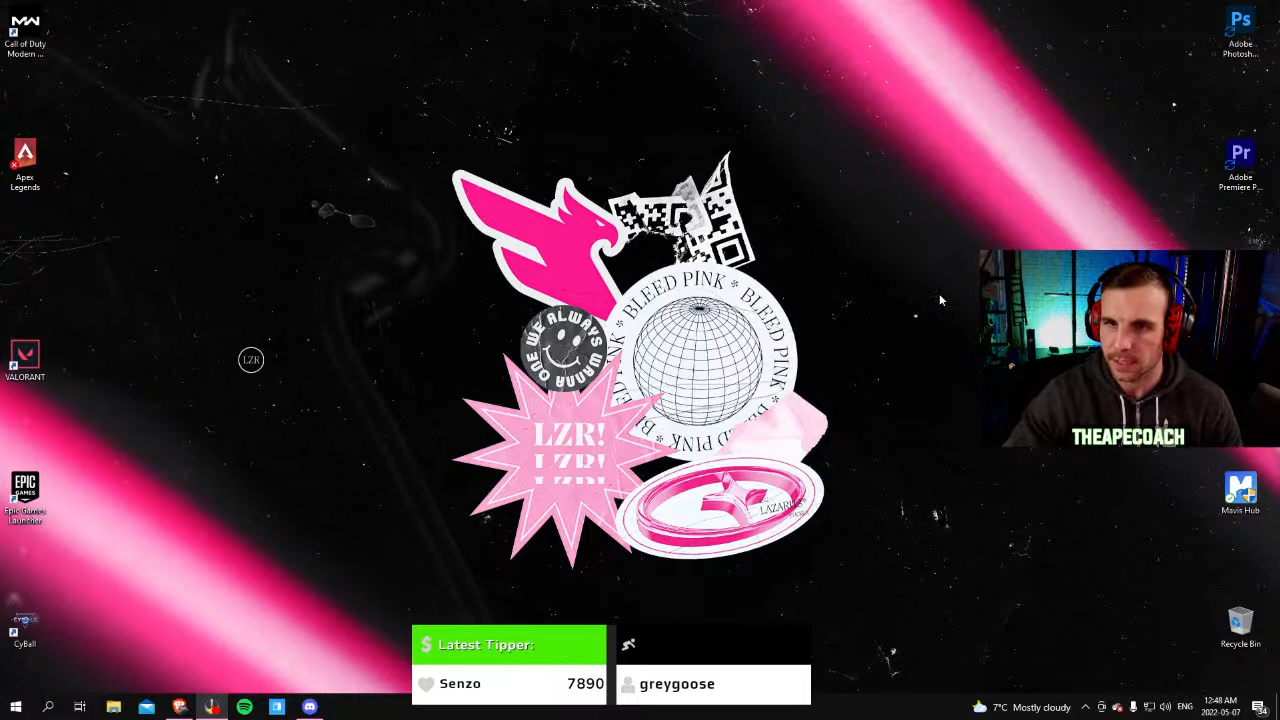 Call of Duty
Modern ...
Apex
Legends
VALORANT
EPIC
GAMES
Epic Games
Launcher
CyBall
LZR
BLEED PINK * BLEED PINK
WE ALWAYS WANNA ONE
LZR!
LZR!
LAZARUS
Ps
Adobe
Photosh...
Pr
Adobe
Premiere P...
THEAPECOACH
Mavis Hub
Recycle Bin
$ Latest Tipper:
Senzo 7890
greygoose
7°C Mostly cloudy
ENG
12:48 AM
2022-05-07